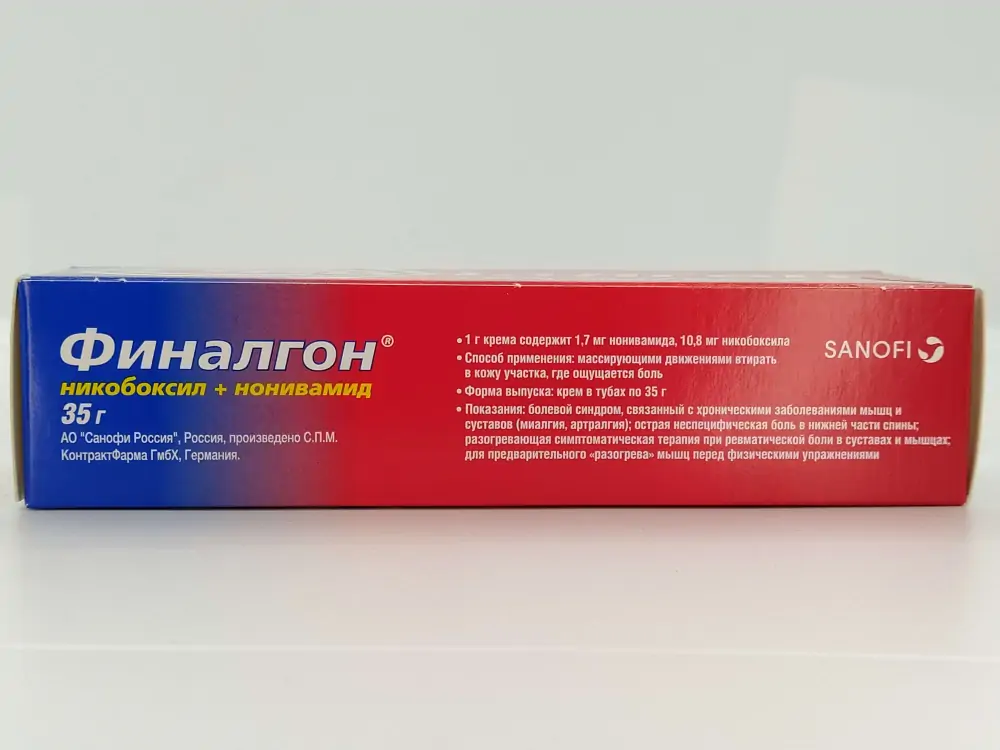 Финалгон®
никобоксил + нонивамид
35 г
АО "Санофи Россия", Россия, произведено С.П.М.
КонтрактФарма ГмбХ, Германия.
• 1 г крема содержит 1,7 мг нонивамида, 10,8 мг никобоксила
• Способ применения: массирующими движениями втирать
в кожу участка, где ощущается боль
• Форма выпуска: крем в тубах по 35 г
• Показания: болевой синдром, связанный с хроническими заболеваниями мышц и
суставов (миалгия, артралгия); острая неспецифическая боль в нижней части спины;
разогревающая симптоматическая терапия при ревматической боли в суставах и мышцах;
для предварительного «разогрева» мышц перед физическими упражнениями
SANOFI